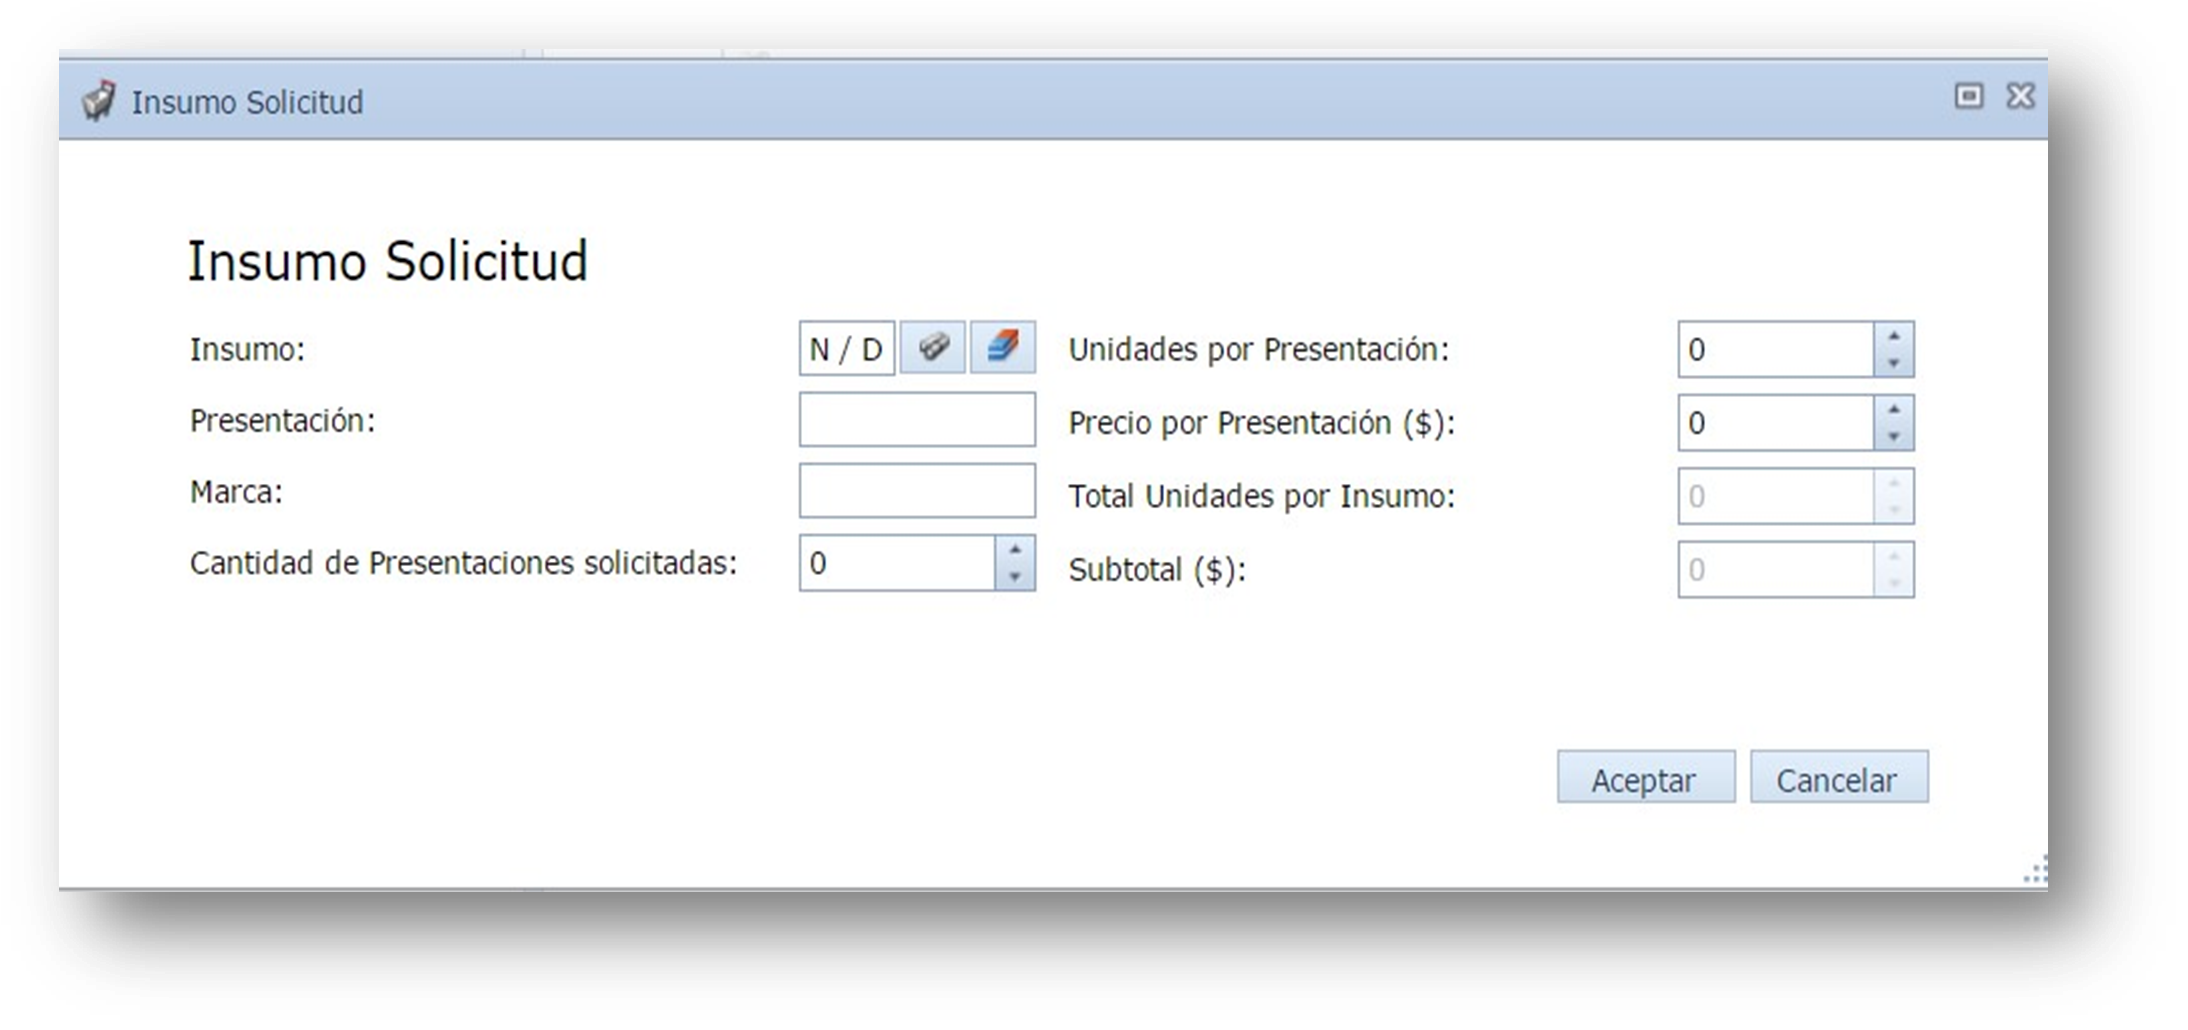 Insumo Solicitud
Insumo Solicitud
Insumo: N / D
Presentación:
Marca:
Cantidad de Presentaciones solicitadas: 0
Unidades por Presentación: 0
Precio por Presentación ($): 0
Total Unidades por Insumo: 0
Subtotal ($): 0
Aceptar Cancelar